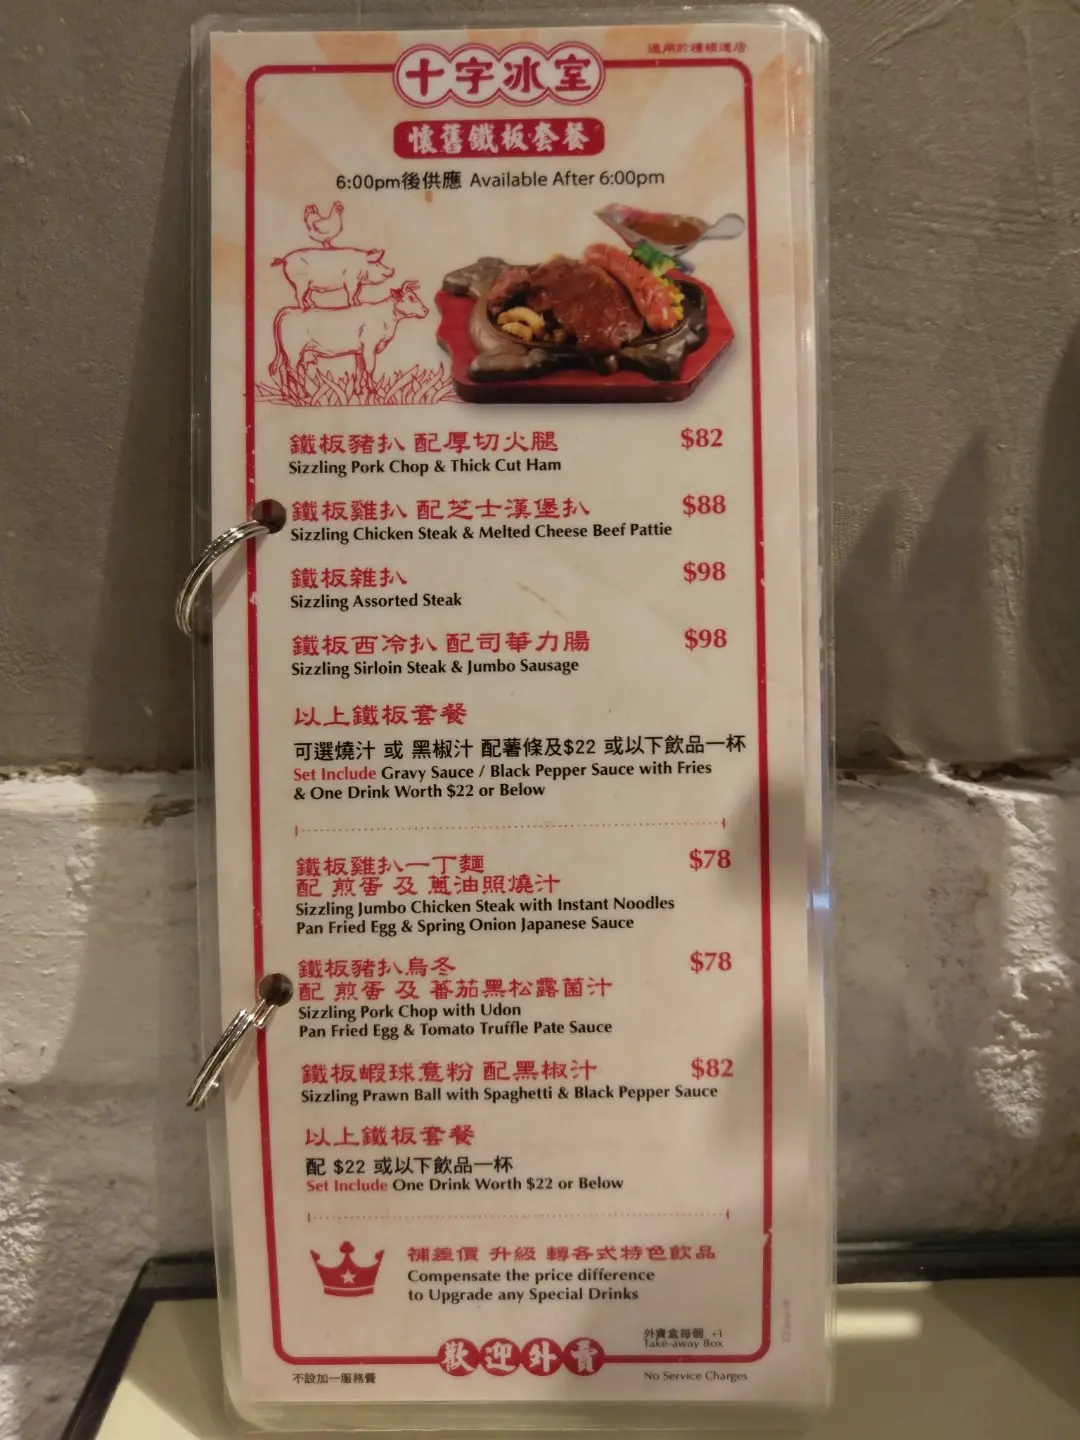 適用於種植道店
十字冰室
懷舊鐵板套餐
6:00pm後供應 Available After 6:00pm
鐵板豬扒 配厚切火腿 $82
Sizzling Pork Chop & Thick Cut Ham
鐵板雞扒 配芝士漢堡扒 $88
Sizzling Chicken Steak & Melted Cheese Beef Pattie
鐵板雜扒 $98
Sizzling Assorted Steak
鐵板西冷扒 配司華力腸 $98
Sizzling Sirloin Steak & Jumbo Sausage
以上鐵板套餐
可選燒汁 或 黑椒汁 配薯條及$22 或以下飲品一杯
Set Include Gravy Sauce / Black Pepper Sauce with Fries
& One Drink Worth $22 or Below
鐵板雞扒一丁麵 $78
配 煎蛋 及 蔥油照燒汁
Sizzling Jumbo Chicken Steak with Instant Noodles
Pan Fried Egg & Spring Onion Japanese Sauce
鐵板豬扒烏冬 $78
配 煎蛋 及 蕃茄黑松露菌汁
Sizzling Pork Chop with Udon
Pan Fried Egg & Tomato Truffle Pate Sauce
鐵板蝦球意粉 配黑椒汁 $82
Sizzling Prawn Ball with Spaghetti & Black Pepper Sauce
以上鐵板套餐
配 $22 或以下飲品一杯
Set Include One Drink Worth $22 or Below
補差價 升級 轉各式特色飲品
Compensate the price difference
to Upgrade any Special Drinks
外賣盒每個 +1
Take-away Box
歡迎外賣
不設加一服務費
No Service Charges